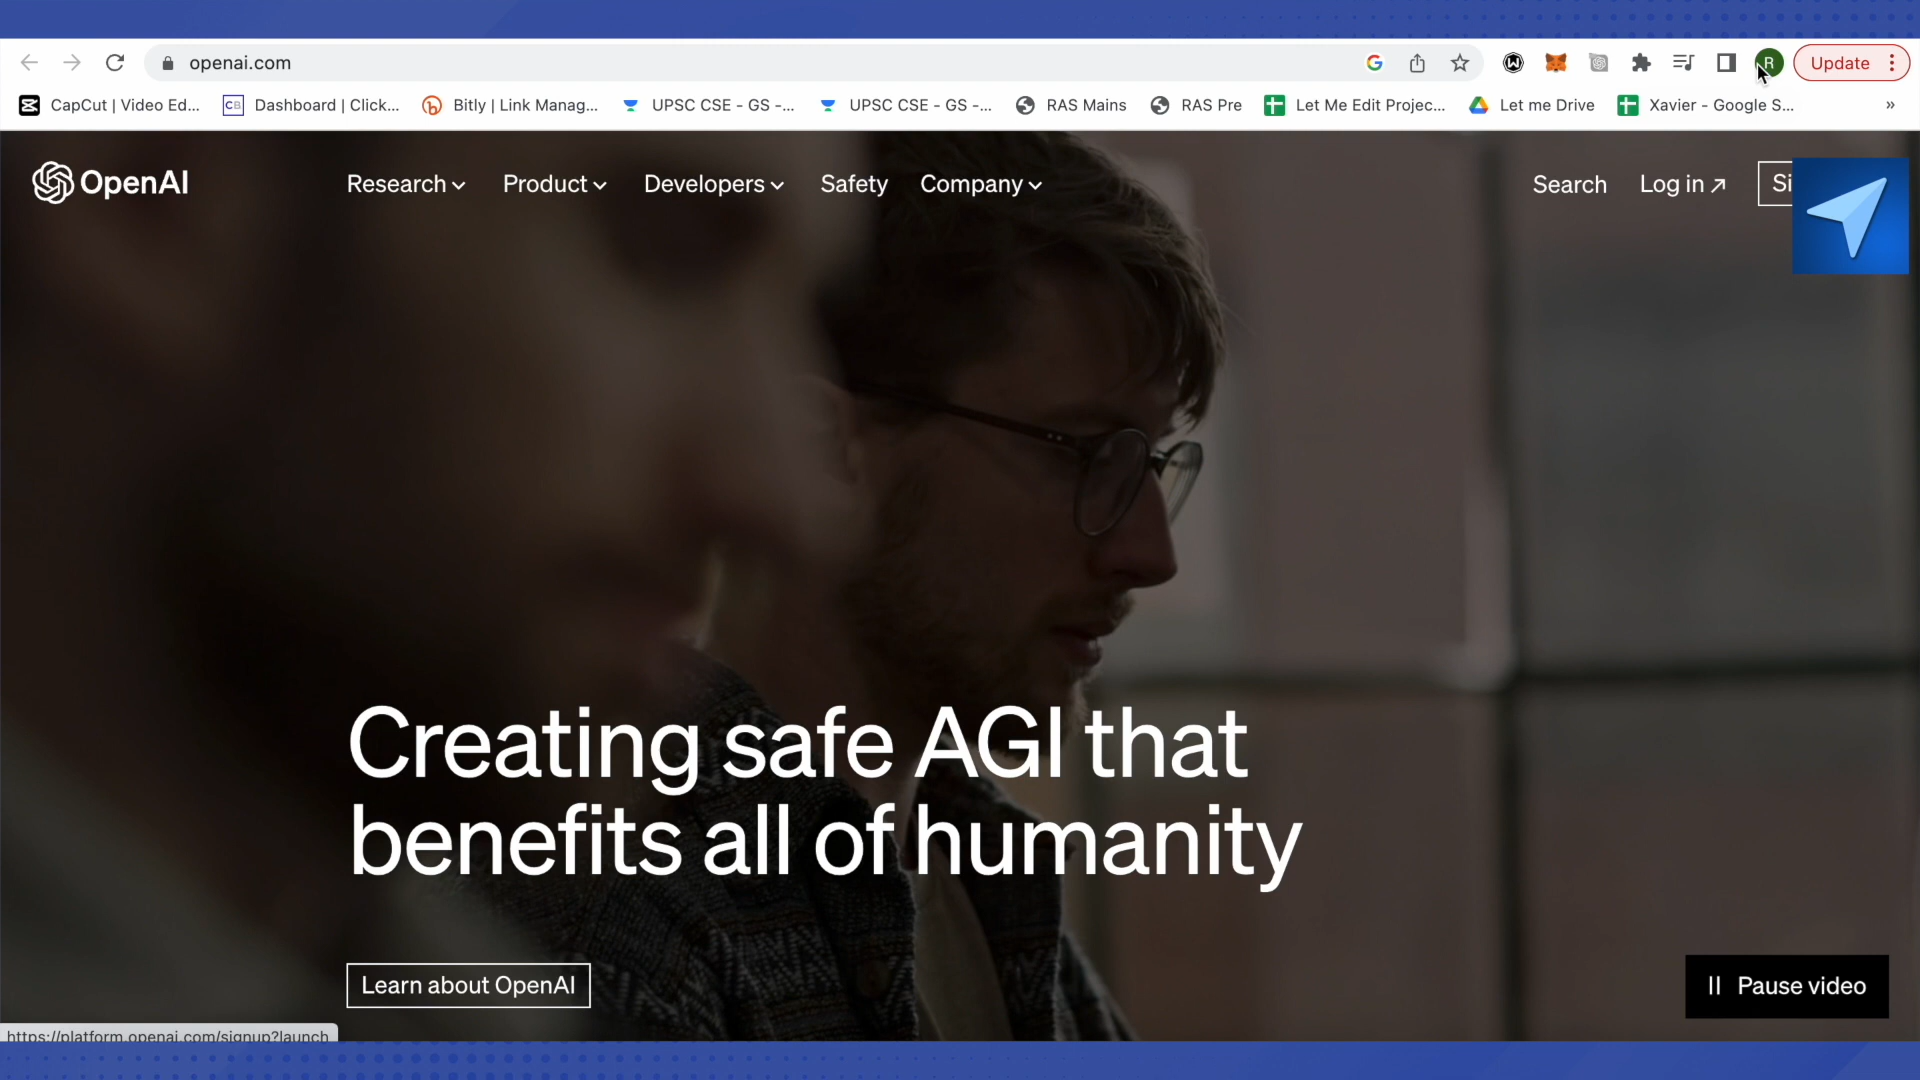 openai.com
R
Update
CapCut | Video Ed...
CB
Dashboard | Click...
Bitly | Link Manag...
UPSC CSE - GS -...
UPSC CSE - GS -...
RAS Mains
RAS Pre
Let Me Edit Projec...
Let me Drive
Xavier - Google S...
»
OpenAI
Research
Product
Developers
Safety
Company
Search
Log in ↗
Si
Creating safe AGI that
benefits all of humanity
Learn about OpenAI
Pause video
https://platform.openai.com/signup?launch